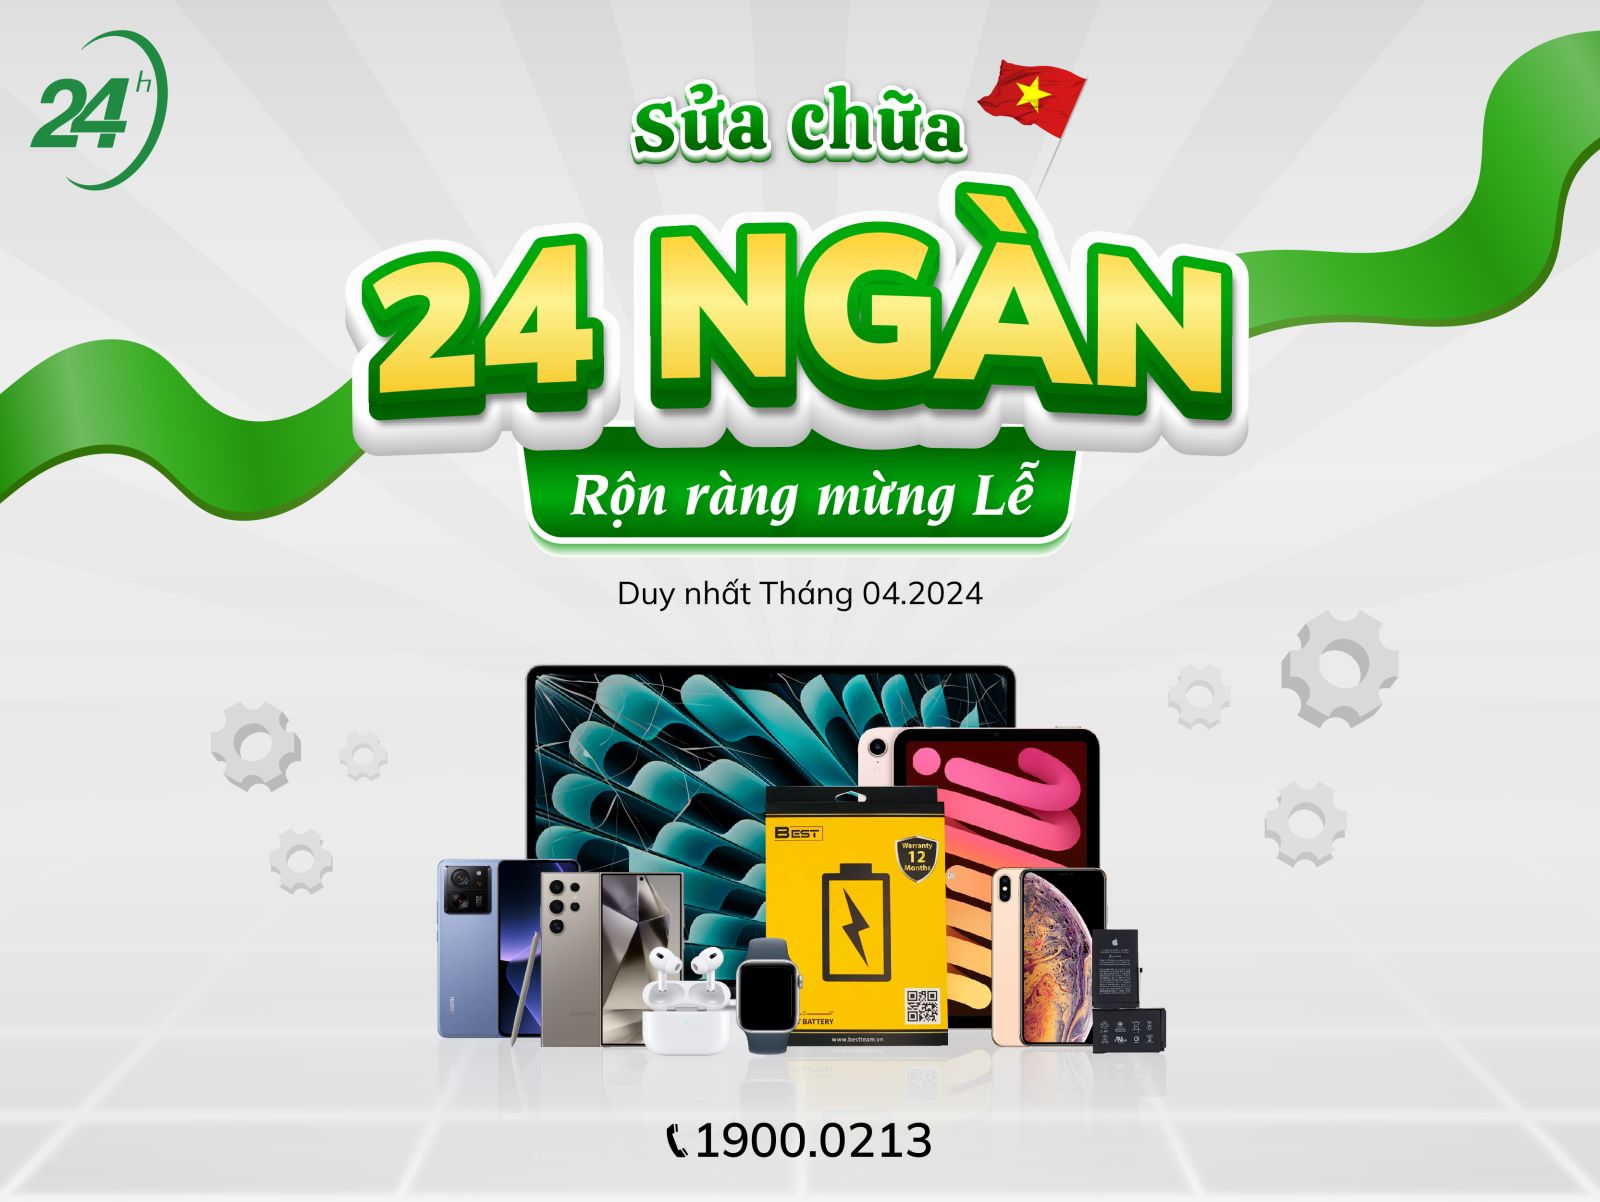 24h
Sửa chữa
24 NGÀN
Rộn ràng mừng Lễ
Duy nhất Tháng 04.2024
BEST
Warranty
12
Months
BATTERY
www.bestteam.vn
SAMSUNG
1900.0213